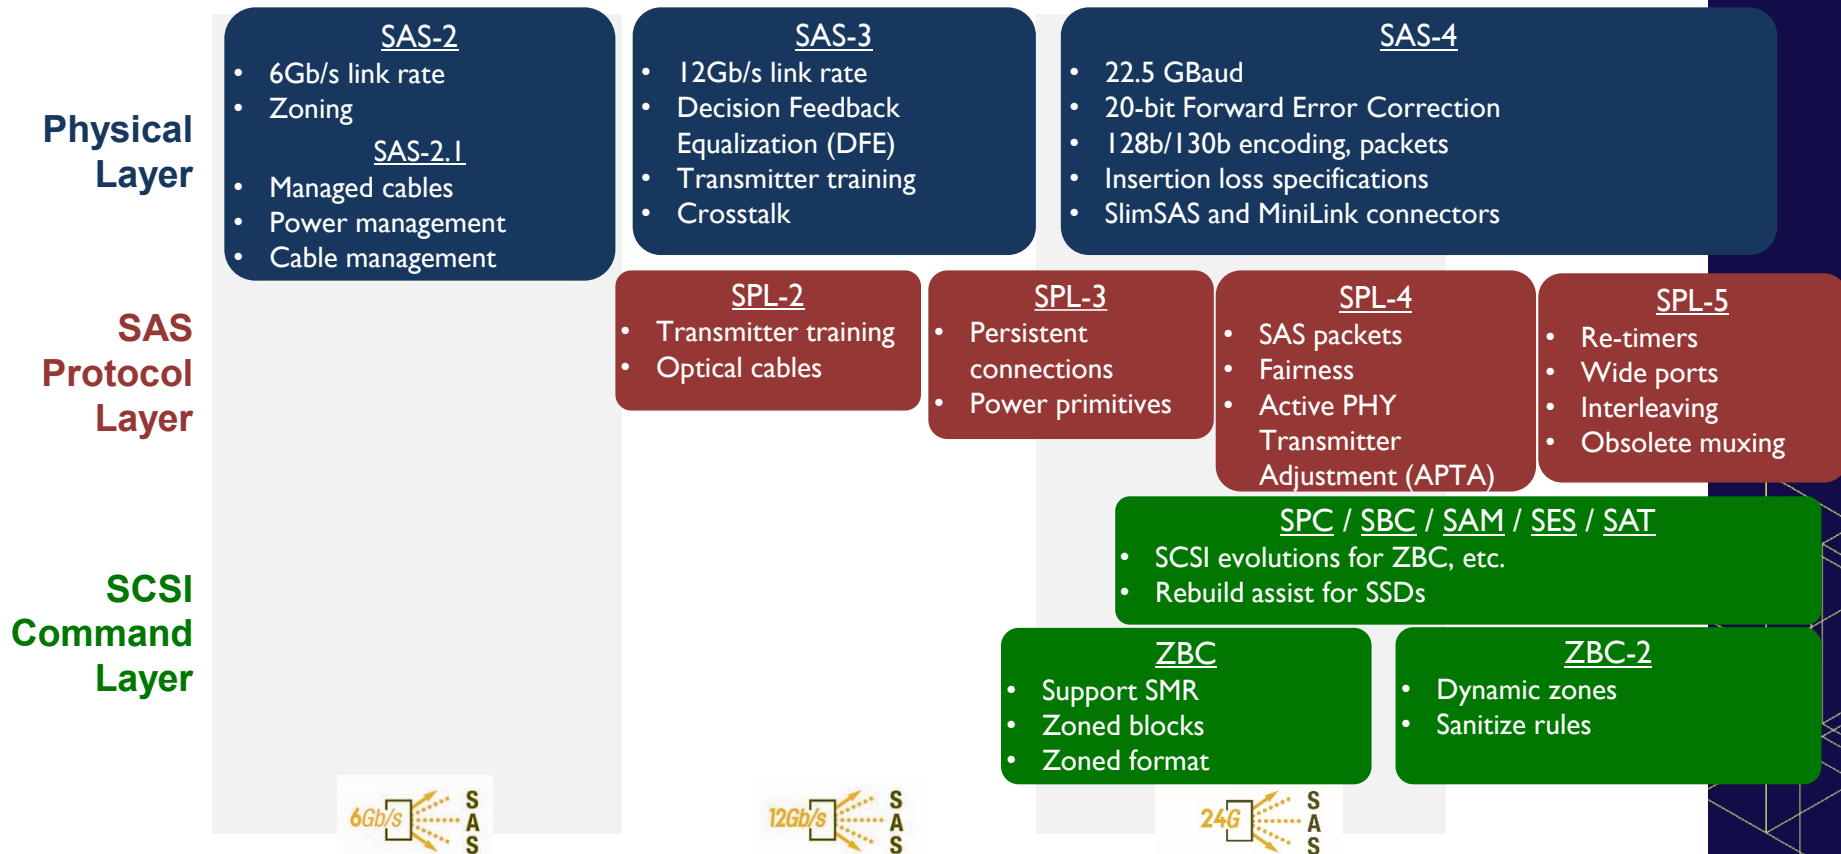 Physical
Layer
SAS-2
• 6Gb/s link rate
• Zoning
SAS-2.1
• Managed cables
• Power management
• Cable management
SAS-3
• 12Gb/s link rate
• Decision Feedback
Equalization (DFE)
• Transmitter training
• Crosstalk
SAS-4
• 22.5 GBaud
• 20-bit Forward Error Correction
• 128b/130b encoding, packets
• Insertion loss specifications
• SlimSAS and MiniLink connectors
SAS
Protocol
Layer
SPL-2
• Transmitter training
• Optical cables
SPL-3
• Persistent
connections
• Power primitives
SPL-4
• SAS packets
• Fairness
• Active PHY
Transmitter
Adjustment (APTA)
SPL-5
• Re-timers
• Wide ports
• Interleaving
• Obsolete muxing
SCSI
Command
Layer
SPC / SBC / SAM / SES / SAT
• SCSI evolutions for ZBC, etc.
• Rebuild assist for SSDs
ZBC
• Support SMR
• Zoned blocks
• Zoned format
ZBC-2
• Dynamic zones
• Sanitize rules
6Gb/s SAS
12Gb/s SAS
24G SAS